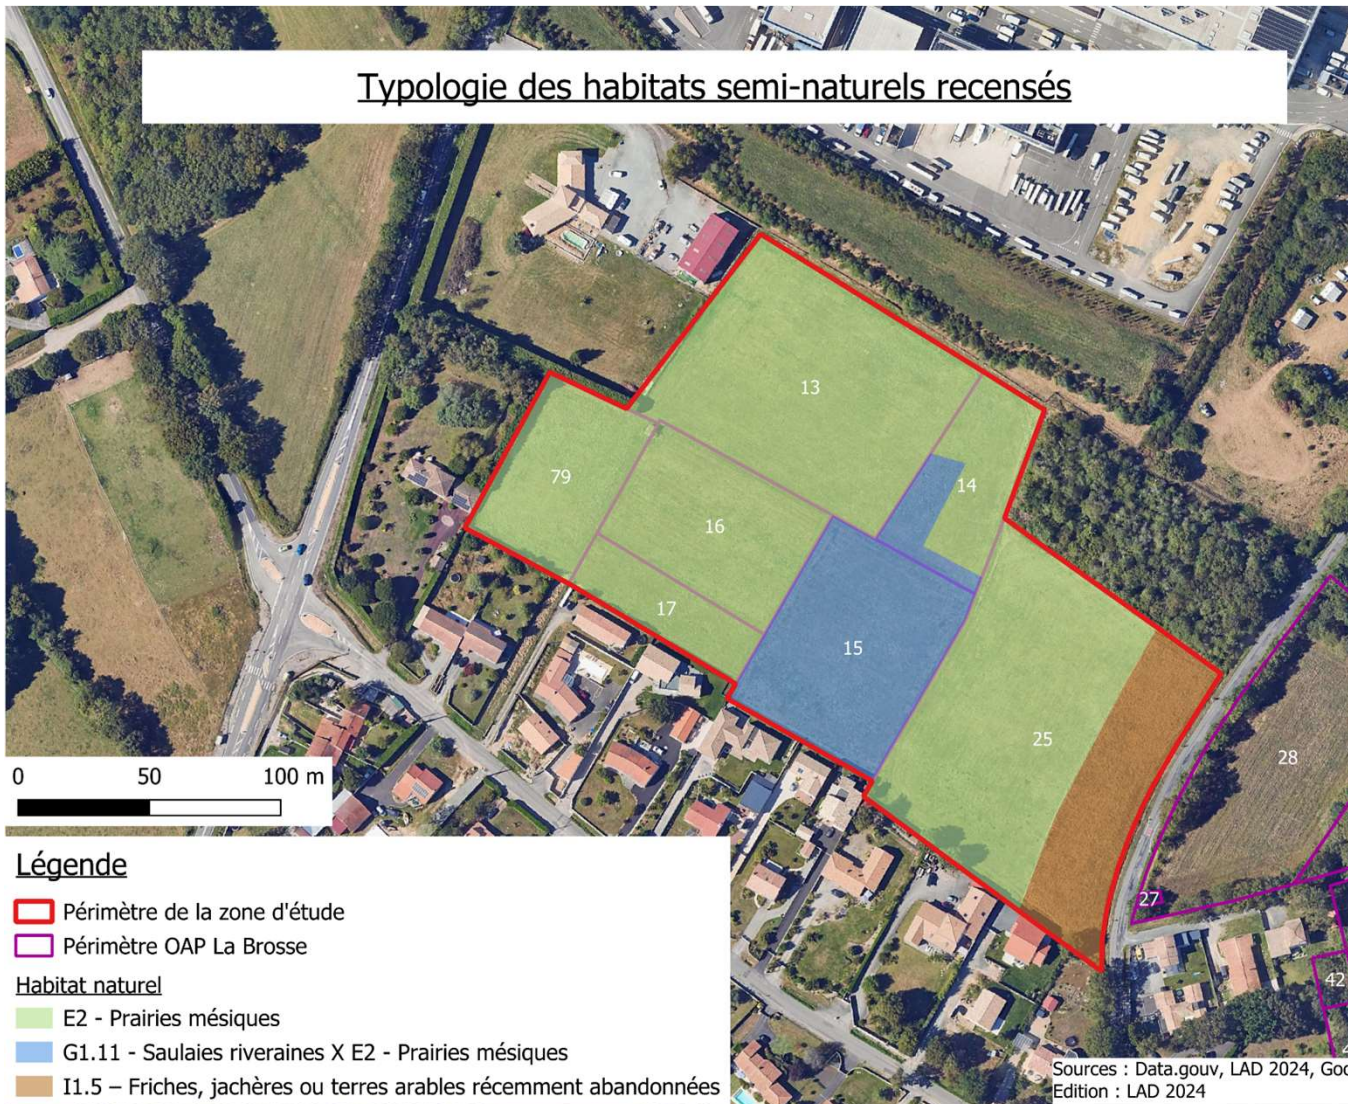 Typologie des habitats semi-naturels recensés
13
14
79
16
17
15
25
28
27
42
0 50 100 m
Légende
Périmètre de la zone d'étude
Périmètre OAP La Brosse
Habitat naturel
E2 - Prairies mésiques
G1.11 - Saulaies riveraines X E2 - Prairies mésiques
I1.5 – Friches, jachères ou terres arables récemment abandonnées
Sources : Data.gouv, LAD 2024, Goo
Edition : LAD 2024